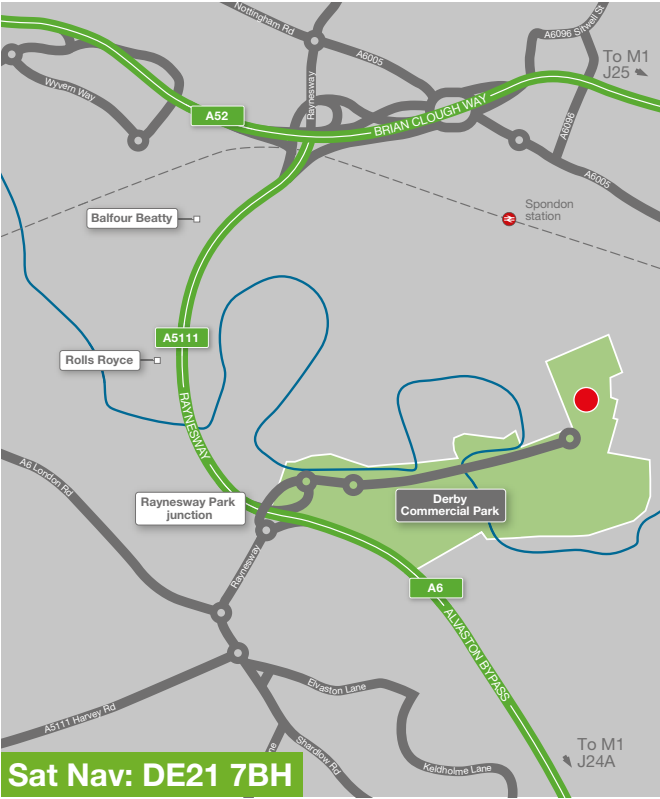 Nottingham Rd
A6096 Sitwell St
A6005
To M1
J25
Wyvern Way
Raynesway
A52
BRIAN CLOUGH WAY
A6096
A6005
Spondon
station
Balfour Beatty
A5111
Rolls Royce
RAYNESWAY
A6 London Rd
Raynesway Park
junction
Derby
Commercial Park
Raynesway
A6
ALVASTON BYPASS
Elvaston Lane
A5111 Harvey Rd
Shardlow Rd
Keldholme Lane
To M1
J24A
Sat Nav: DE21 7BH